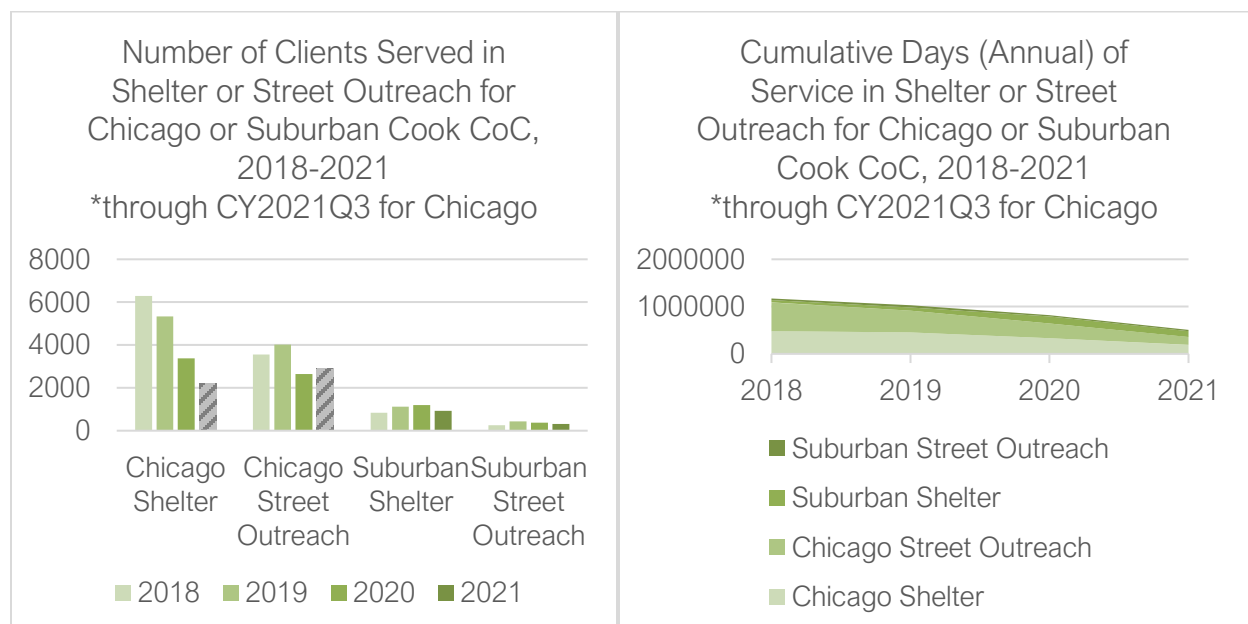 Number of Clients Served in
Shelter or Street Outreach for
Chicago or Suburban Cook CoC,
2018-2021
*through CY2021Q3 for Chicago
8000
6000
4000
2000
0
Chicago
Shelter
Chicago
Street
Outreach
Suburban
Shelter
Suburban
Street
Outreach
2018 2019 2020 2021
Cumulative Days (Annual) of
Service in Shelter or Street
Outreach for Chicago or Suburban
Cook CoC, 2018-2021
*through CY2021Q3 for Chicago
2000000
1000000
0
2018 2019 2020 2021
Suburban Street Outreach
Suburban Shelter
Chicago Street Outreach
Chicago Shelter